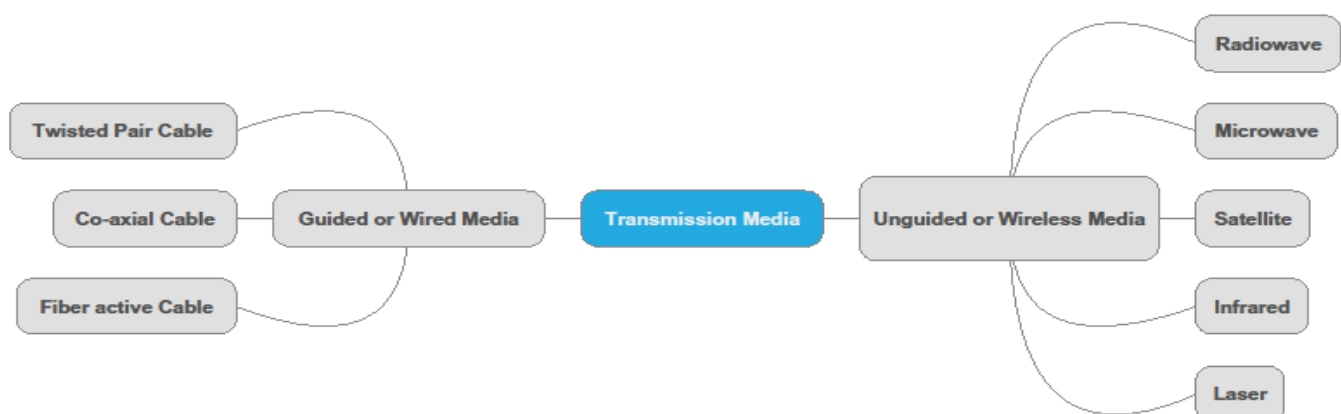 Radiowave
Twisted Pair Cable
Microwave
Co-axial Cable
Guided or Wired Media
Transmission Media
Unguided or Wireless Media
Satellite
Fiber active Cable
Infrared
Laser